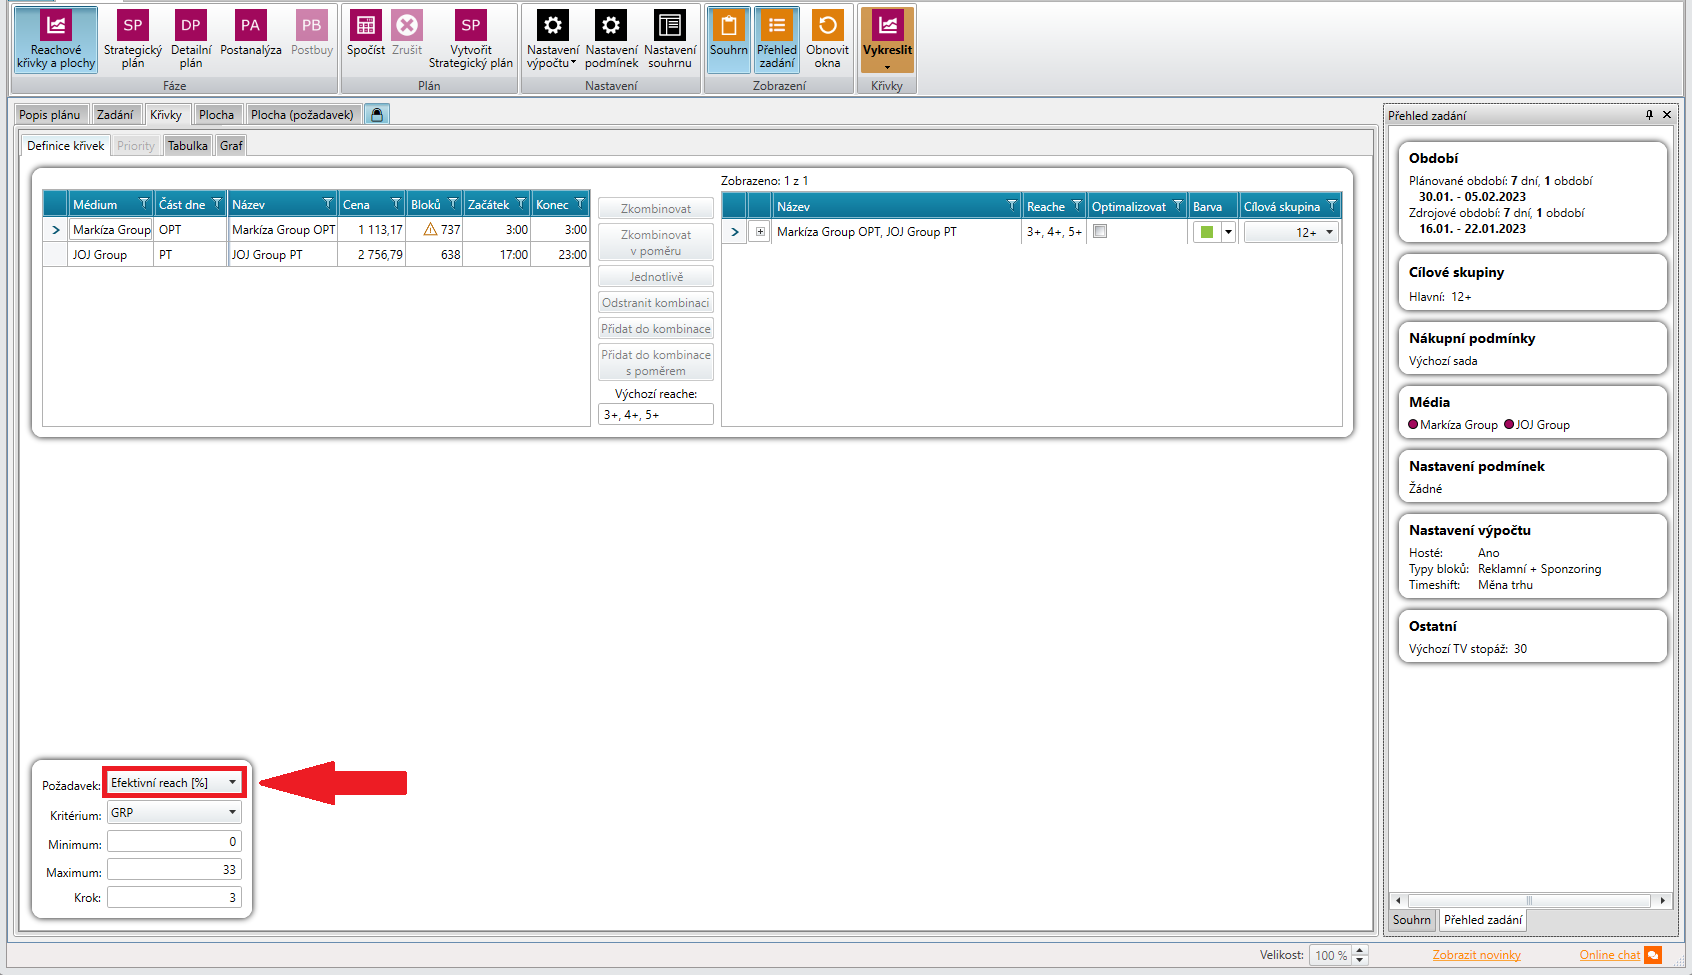 SP DP PA PB SP
Reachové křivky a plochy
Strategický plán
Detailní plán
Postanalýza
Postbuy
Spočíst
Zrušit
Vytvořit Strategický plán
Nastavení výpočtu
Nastavení podmínek
Nastavení souhrnu
Souhrn
Přehled zadání
Obnovit okna
Vykreslit
Fáze
Plán
Nastavení
Zobrazení
Křivky
Popis plánu Zadání Křivky Plocha Plocha (požadavek)
Definice křivek Priority Tabulka Graf
Médium Část dne Název Cena Bloků Začátek Konec
Markíza Group OPT Markíza Group OPT 1 113,17 737 3:00 3:00
JOJ Group PT JOJ Group PT 2 756,79 638 17:00 23:00
Zkombinovat
Zkombinovat
v poměru
Jednotlivě
Odstranit kombinaci
Přidat do kombinace
Přidat do kombinace
s poměrem
Výchozí reache:
3+, 4+, 5+
Zobrazeno: 1 z 1
Název Reache Optimalizovat Barva Cílová skupina
Markíza Group OPT, JOJ Group PT 3+, 4+, 5+ 12+
Požadavek: Efektivní reach [%]
Kritérium: GRP
Minimum: 0
Maximum: 33
Krok: 3
Přehled zadání
Období
Plánované období: 7 dní, 1 období
30.01. - 05.02.2023
Zdrojové období: 7 dní, 1 období
16.01. - 22.01.2023
Cílové skupiny
Hlavní: 12+
Nákupní podmínky
Výchozí sada
Média
Markíza Group JOJ Group
Nastavení podmínek
Žádné
Nastavení výpočtu
Hosté: Ano
Typy bloků: Reklamní + Sponzoring
Timeshift: Měna trhu
Ostatní
Výchozí TV stopáž: 30
Souhrn Přehled zadání
Velikost: 100 % Zobrazit novinky Online chat